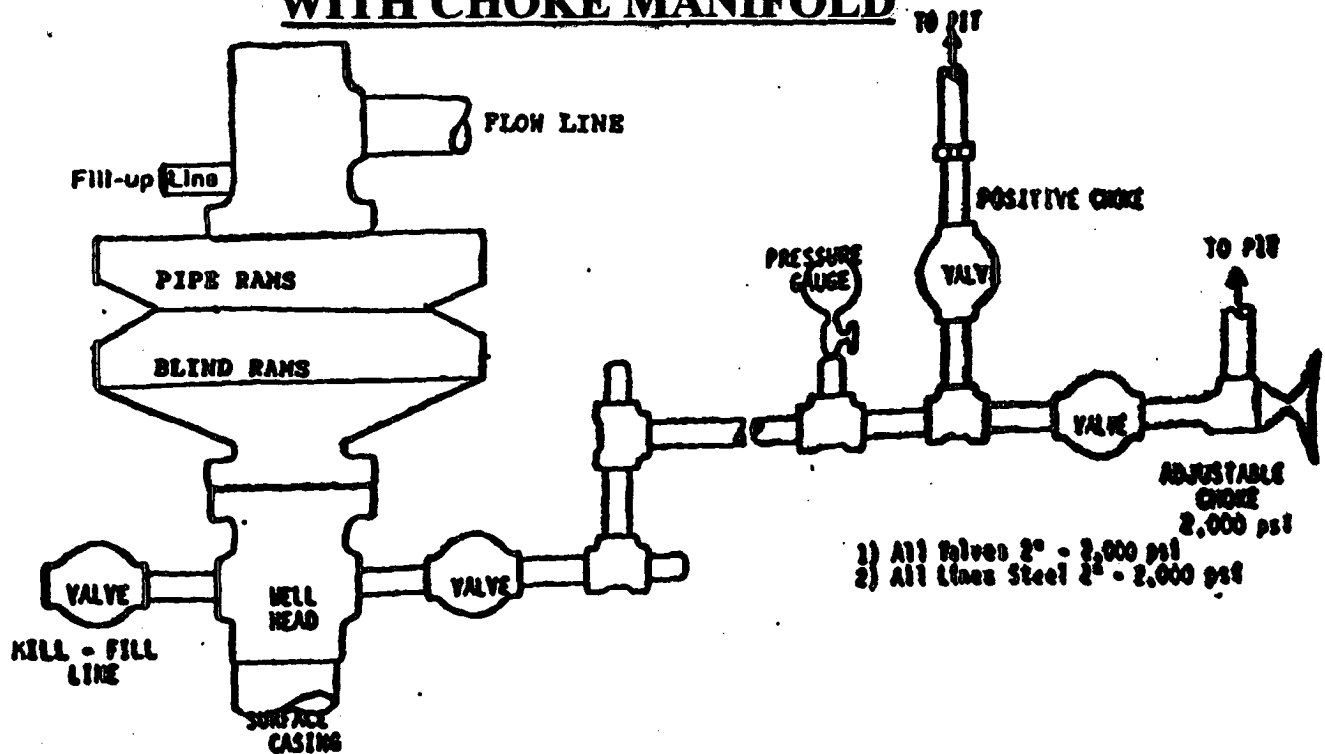 WITH CHOKE MANIFOLD
TO PIT
FLOW LINE
Fill-up Line
POSITIVE CHOKE
PRESSURE
GAUGE
VALV
TO PIT
PIPE RAMS
BLIND RAMS
VALVE
ADJUSTABLE
CHOKE
2,000 psi
1) All Valves 2" - 2,000 psi
2) All Lines Steel 2" - 2,000 psi
VALVE
WELL
HEAD
VALVE
KILL - FILL
LINE
SURFACE
CASING